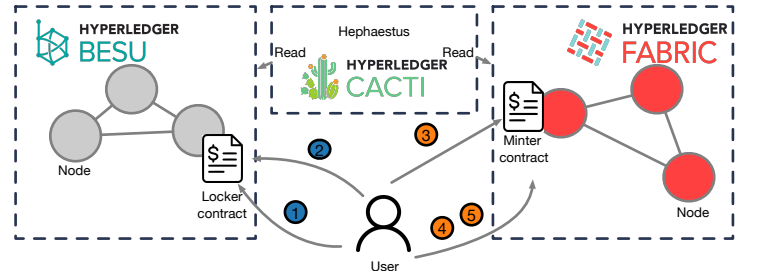 HYPERLEDGER
BESU
Hephaestus
Read
Read
HYPERLEDGER
CACTI
HYPERLEDGER
FABRIC
Node
$
Locker
contract
$
Minter
contract
Node
1
2
3
4
5
User